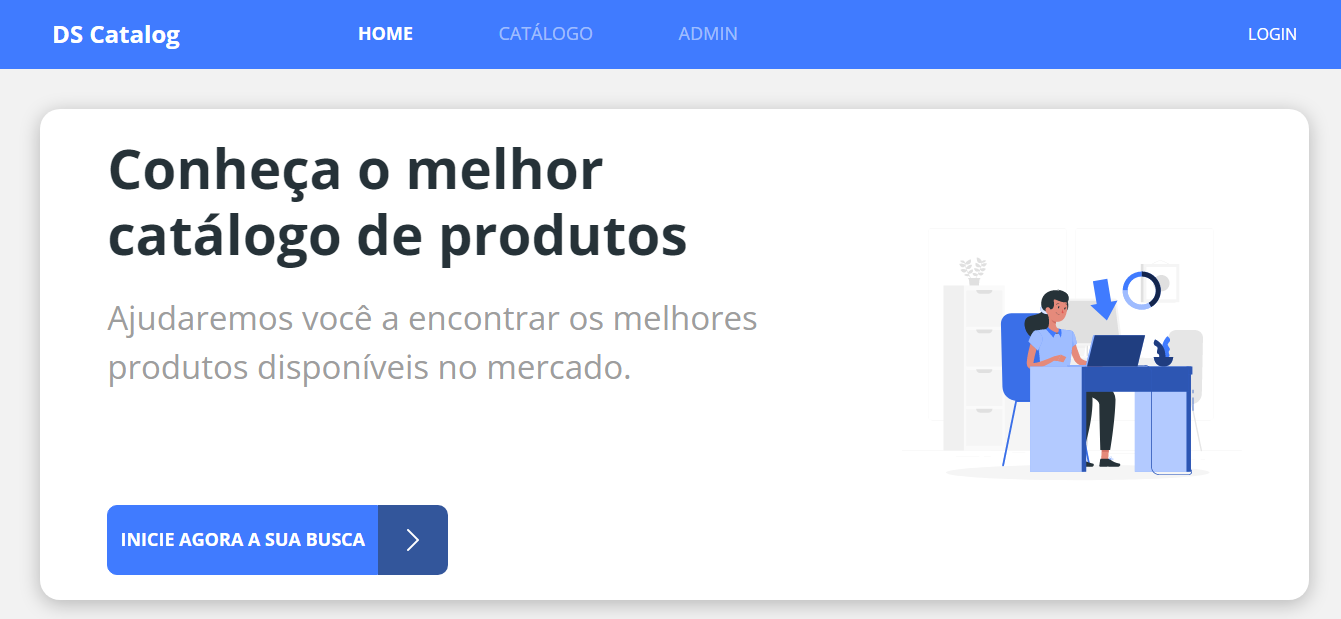 DS Catalog
HOME
CATÁLOGO
ADMIN
LOGIN
Conheça o melhor
catálogo de produtos
Ajudaremos você a encontrar os melhores
produtos disponíveis no mercado.
INICIE AGORA A SUA BUSCA